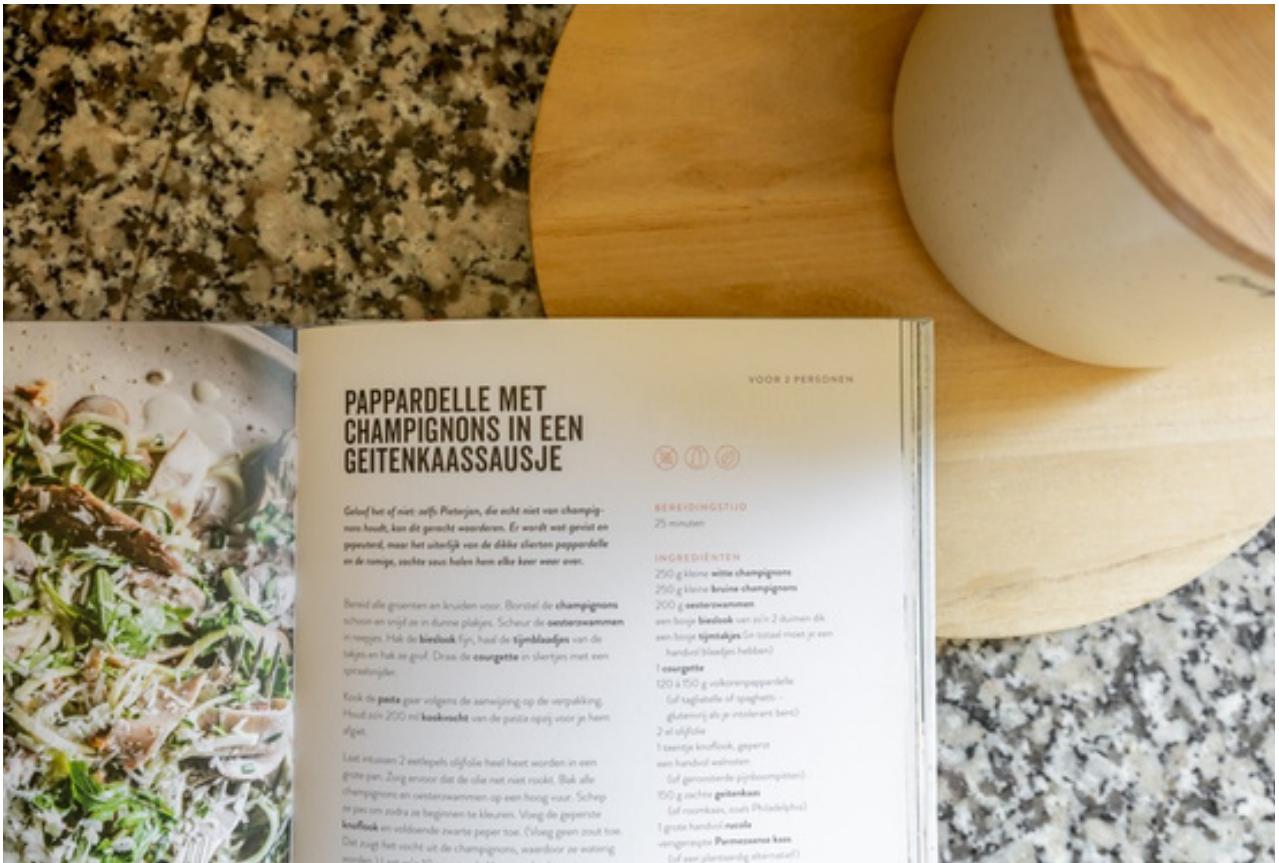 PAPPARDELLE MET
CHAMPIGNONS IN EEN
GEITENKAASSAUSJE
Geloof het of niet: zelfs Pieterjan, die echt niet van champig-
nons houdt, kan dit gerecht waarderen. Er wordt wat gevist en
gepeuterd, maar het uiterlijk van de dikke slierten pappardelle
en de romige, zachte saus halen hem elke keer weer over.
Bereid alle groenten en kruiden voor. Borstel de champignons
schoon en snijd ze in dunne plakjes. Scheur de oesterzwammen
in reepjes. Hak de bieslook fijn, haal de tijmblaadjes van de
takjes en hak ze grof. Draai de courgette in sliertjes met een
spiraalsnijder.
Kook de pasta gaar volgens de aanwijzing op de verpakking.
Houd zo'n 200 ml kookvocht van de pasta opzij voor je hem
afgiet.
Laat intussen 2 eetlepels olijfolie heel heet worden in een
grote pan. Zorg ervoor dat de olie net niet rookt. Bak alle
champignons en oesterzwammen op een hoog vuur. Schep
ze pas om zodra ze beginnen te kleuren. Voeg de geperste
knoflook en voldoende zwarte peper toe. (Voeg geen zout toe.
Dat zuigt het vocht uit de champignons, waardoor ze waterig
worden.)
VOOR 2 PERSONEN
BEREIDINGSTIJD
25 minuten
INGREDIËNTEN
250 g kleine witte champignons
250 g kleine bruine champignons
200 g oesterzwammen
een bosje bieslook van zo'n 2 duimen dik
een bosje tijmtakjes (in totaal moet je een
handvol blaadjes hebben)
1 courgette
120 à 150 g volkorenpappardelle
(of tagliatelle of spaghetti –
glutenvrij als je intolerant bent)
2 el olijfolie
1 teentje knoflook, geperst
een handvol walnoten
(of geroosterde pijnboompitten)
150 g zachte geitenkaas
(of roomkaas, zoals Philadelphia)
1 grote handvol rucola
versgeraspte Parmezaanse kaas
(of een plantaardig alternatief)